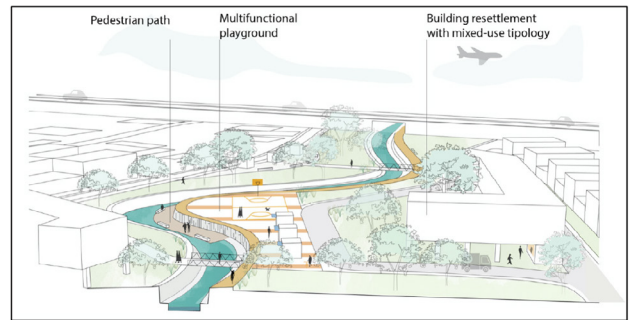 Pedestrian path
Multifunctional
playground
Building resettlement
with mixed-use tipology